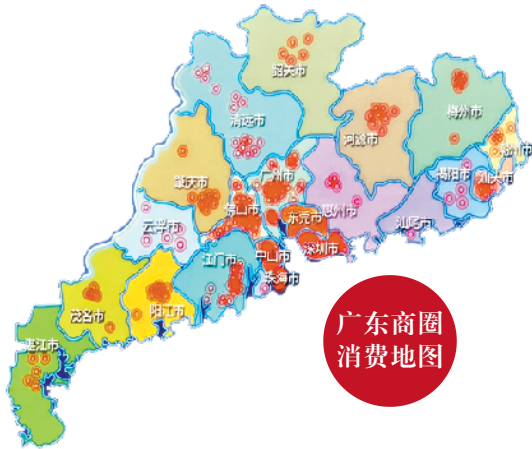 韶关市
清远市
梅州市
河源市
潮州市
肇庆市
广州市
揭阳市
汕头市
惠州市
佛山市
东莞市
云浮市
汕尾市
深圳市
中山市
江门市
珠海市
阳江市
茂名市
湛江市
广东商圈
消费地图